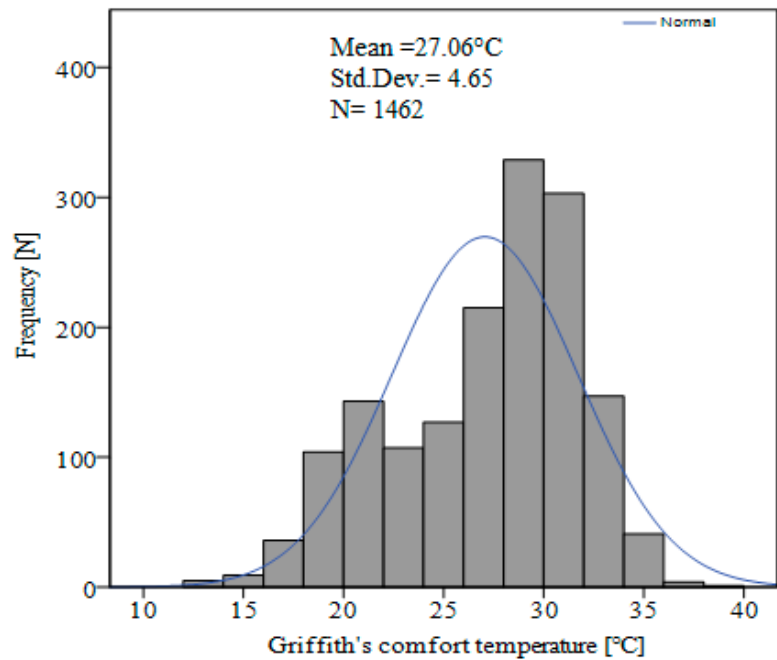 Normal
Mean =27.06°C
Std.Dev.= 4.65
N= 1462
400
300
200
100
0
Frequency [N]
10 15 20 25 30 35 40
Griffith's comfort temperature [°C]